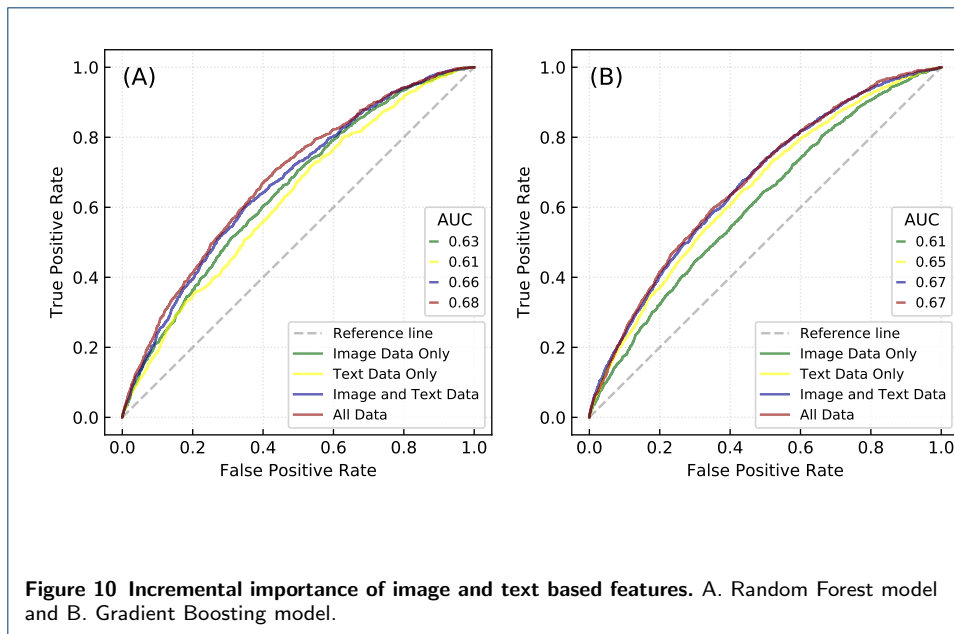 (A)
True Positive Rate
1.0
0.8
0.6
0.4
0.2
0.0
AUC
0.63
0.61
0.66
0.68
Reference line
Image Data Only
Text Data Only
Image and Text Data
All Data
0.0 0.2 0.4 0.6 0.8 1.0
False Positive Rate
(B)
True Positive Rate
1.0
0.8
0.6
0.4
0.2
0.0
AUC
0.61
0.65
0.67
0.67
Reference line
Image Data Only
Text Data Only
Image and Text Data
All Data
0.0 0.2 0.4 0.6 0.8 1.0
False Positive Rate
Figure 10 Incremental importance of image and text based features. A. Random Forest model
and B. Gradient Boosting model.